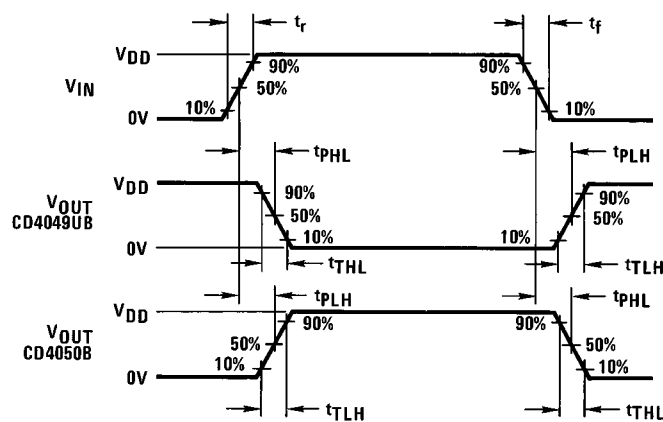 tr tf
VDD 90% 90%
VIN 50% 50%
0V 10% 10%
tPHL tPLH
VDD 90% 90%
VOUT
CD4049UB 50% 50%
0V 10% 10%
tTHL tTLH
tPLH tPHL
VDD 90% 90%
VOUT
CD4050B 50% 50%
0V 10% 10%
tTLH tTHL